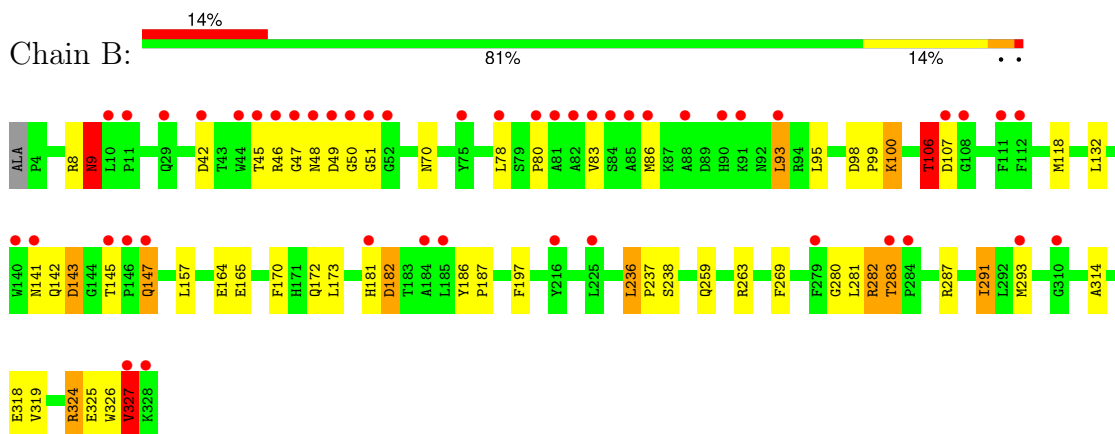 14%
Chain B:
81% 14% • •
ALA P4 R8 N9 L10 P11 Q29 D42 T43 W44 T45 R46 G47 N48 D49 G50 G51 G52 N70 Y75 L78 S79 P80 A81 A82 V83 S84 A85 M86 K87 A88 D89 H90 K91 N92 L93 R94 L95 D98 P99 K100 T106 D107 G108 F111 F112 M118 L132
W140 N141 Q142 D143 G144 T145 P146 Q147 L157 E164 E165 F170 H171 Q172 L173 H181 D182 T183 A184 L185 Y186 P187 F197 Y216 L225 L236 P237 S238 Q259 R263 F269 F279 G280 L281 R282 T283 P284 R287 I291 L292 M293 G310 A314
E318 V319 R324 E325 W326 V327 K328